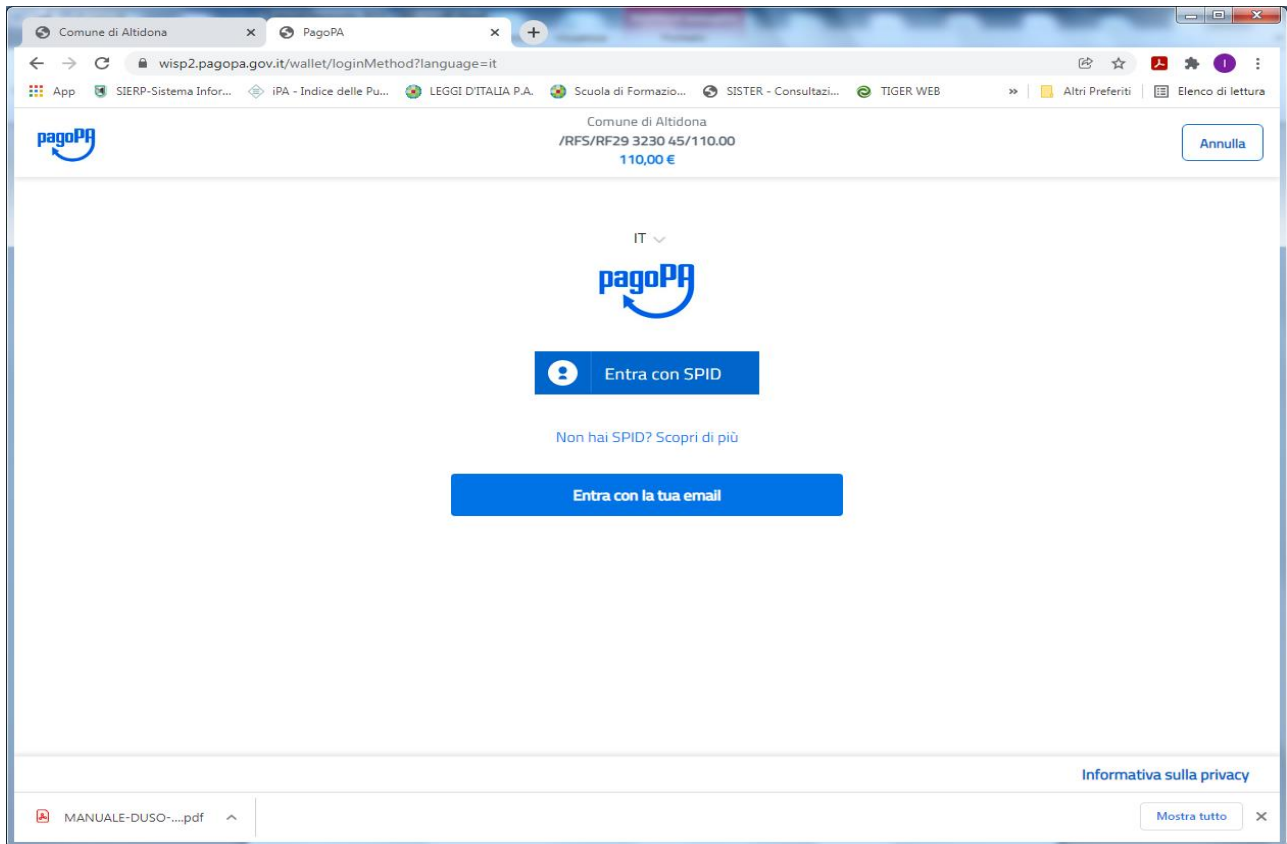 Comune di Altidona
PagoPA
wisp2.pagopa.gov.it/wallet/loginMethod?language=it
I
App
SIERP-Sistema Infor...
iPA - Indice delle Pu...
LEGGI D'ITALIA P.A.
Scuola di Formazio...
SISTER - Consultazi...
TIGER WEB
»
Altri Preferiti
Elenco di lettura
pagoPA
Comune di Altidona
/RFS/RF29 3230 45/110.00
110,00 €
Annulla
IT
pagoPA
Entra con SPID
Non hai SPID? Scopri di più
Entra con la tua email
Informativa sulla privacy
MANUALE-DUSO-....pdf
Mostra tutto